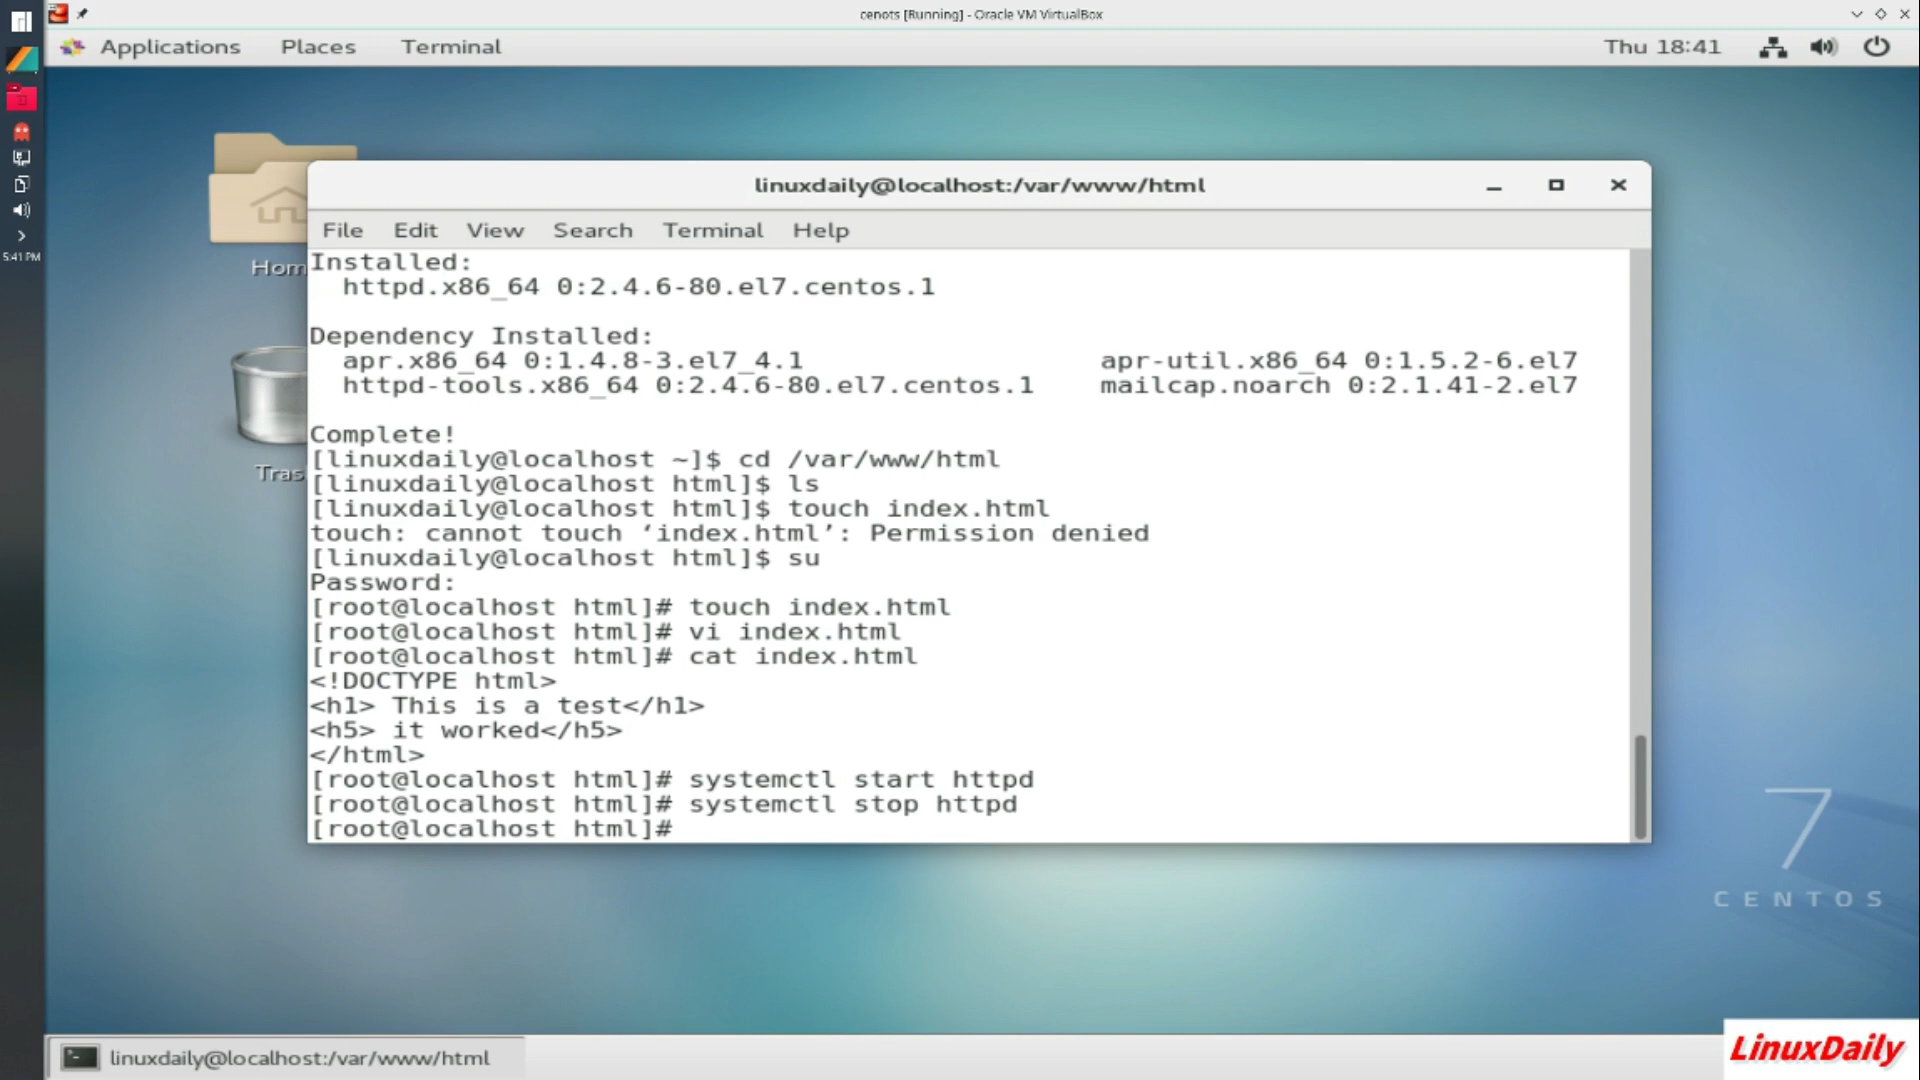 cenots [Running] - Oracle VM VirtualBox
Applications Places Terminal Thu 18:41
5:41 PM
Hom
Tras
linuxdaily@localhost:/var/www/html
File Edit View Search Terminal Help
Installed:
httpd.x86_64 0:2.4.6-80.el7.centos.1
Dependency Installed:
apr.x86_64 0:1.4.8-3.el7_4.1 apr-util.x86_64 0:1.5.2-6.el7
httpd-tools.x86_64 0:2.4.6-80.el7.centos.1 mailcap.noarch 0:2.1.41-2.el7
Complete!
[linuxdaily@localhost ~]$ cd /var/www/html
[linuxdaily@localhost html]$ ls
[linuxdaily@localhost html]$ touch index.html
touch: cannot touch ‘index.html’: Permission denied
[linuxdaily@localhost html]$ su
Password:
[root@localhost html]# touch index.html
[root@localhost html]# vi index.html
[root@localhost html]# cat index.html
<!DOCTYPE html>
<h1> This is a test</h1>
<h5> it worked</h5>
</html>
[root@localhost html]# systemctl start httpd
[root@localhost html]# systemctl stop httpd
[root@localhost html]#
7
CENTOS
linuxdaily@localhost:/var/www/html
LinuxDaily